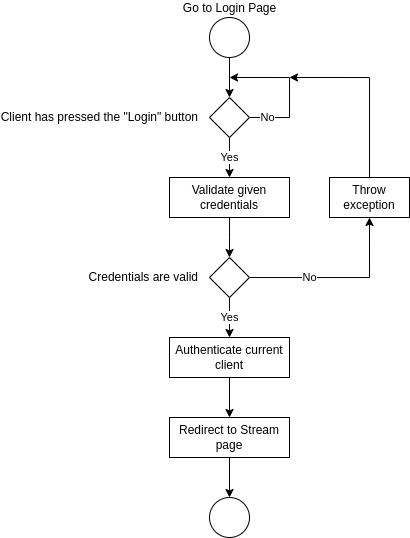 Go to Login Page
Client has pressed the "Login" button
No
Yes
Validate given
credentials
Throw
exception
Credentials are valid
No
Yes
Authenticate current
client
Redirect to Stream
page